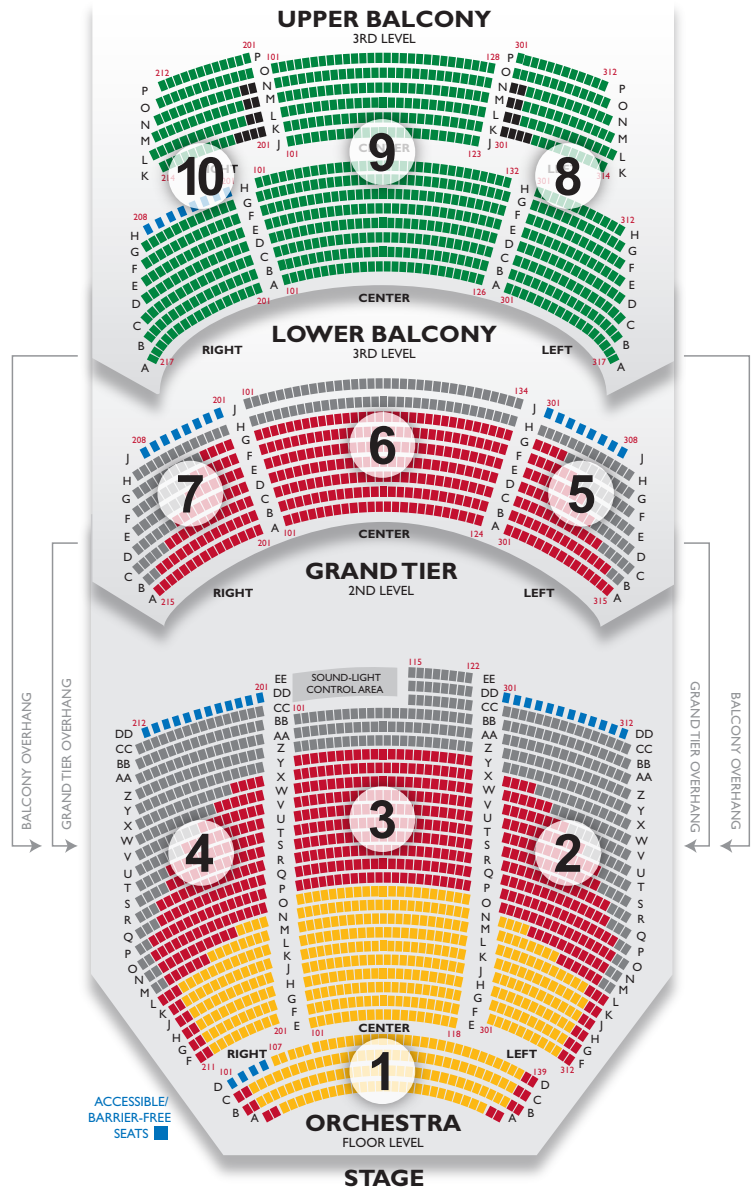 UPPER BALCONY
3RD LEVEL
201 101 128 301
212 P P 312
P O O P
O N N O
N M M N
M L L M
L K K L
K 201 J 101 123 301 J K
214 RIGHT CENTER LEFT 314
10 9 8
201 101 132 301
208 H H 312
H G G H
G F F G
F E E F
E D D E
D C C D
C B B C
B A A B
A 217 201 101 126 301 317 A
CENTER
RIGHT LEFT
LOWER BALCONY
3RD LEVEL
201 101 134 301
208 J J 308
J H H J
H G G H
G F F G
F E E F
E D D E
D C C D
C B B C
B A A B
A 215 201 101 124 301 315 A
7 6 5
CENTER
RIGHT LEFT
GRAND TIER
2ND LEVEL
BALCONY OVERHANG
GRAND TIER OVERHANG
GRAND TIER OVERHANG
BALCONY OVERHANG
SOUND-LIGHT
CONTROL AREA
115 122
201 EE EE 301
212 DD DD 312
DD CC 101 CC DD
CC BB BB CC
BB AA AA BB
AA Z Z AA
Z Y Y Z
Y X X Y
X W W X
W V V W
V U U V
U T T U
T S S T
S R R S
R Q Q R
Q P P Q
P O O P
O N N O
N M M N
M L L M
L K K L
K J J K
J H H J
H G G H
G F F G
F E E F
4 3 2
211 201 101 118 301 312
CENTER
RIGHT LEFT
101 107 139
D D
C C
B B
A A
1
ORCHESTRA
FLOOR LEVEL
ACCESSIBLE/
BARRIER-FREE
SEATS
STAGE